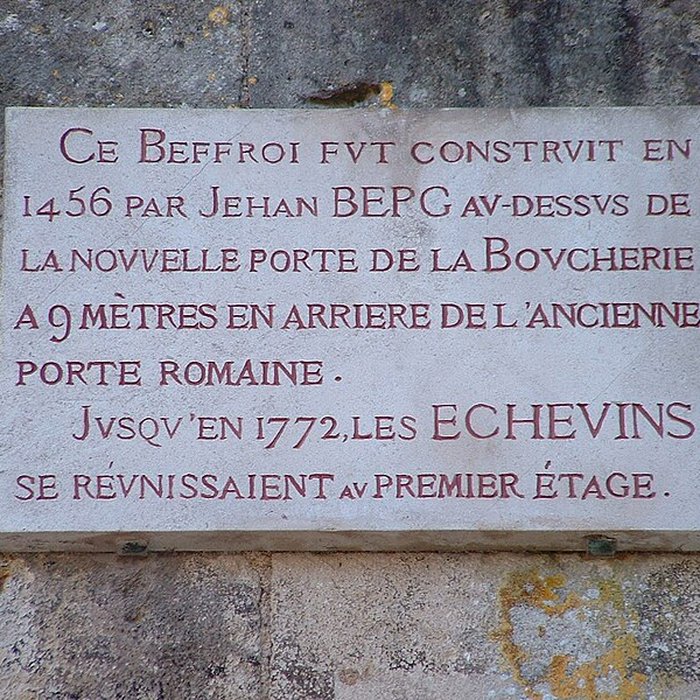 CE BEFFROI FVT CONSTRVIT EN
1456 PAR JEHAN BEPG AV-DESSVS DE
LA NOVVELLE PORTE DE LA BOVCHERIE
A 9 MÈTRES EN ARRIERE DE L'ANCIENNE
PORTE ROMAINE.
JVSQV'EN 1772, LES ECHEVINS
SE RÉVNISSAIENT AV PREMIER ÉTAGE.